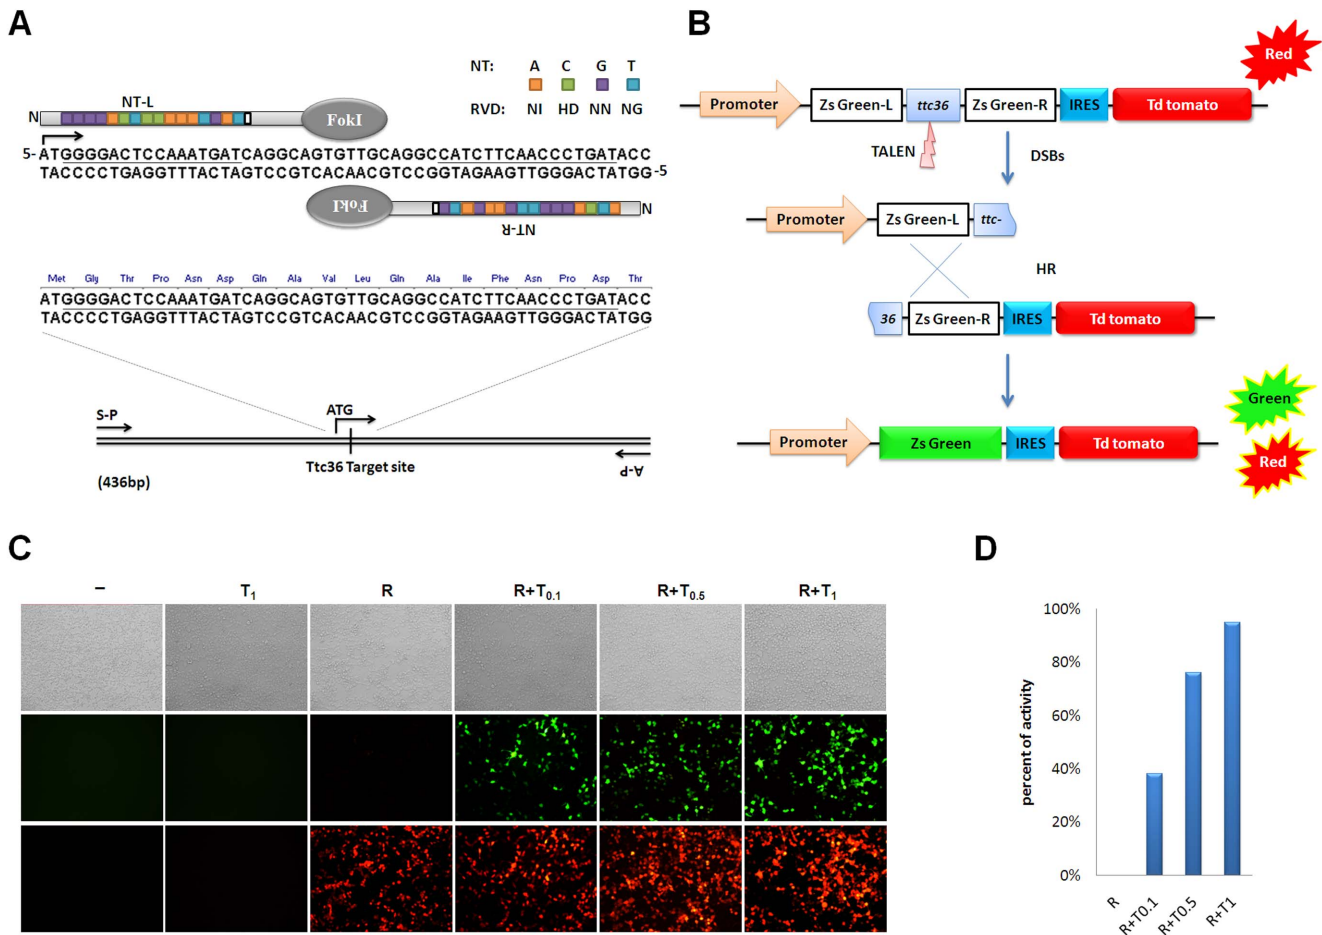 A
NT: A C G T
RVD: NI HD NN NG
NT-L
N
FokI
5- ATGGGGACTCCAAATGATCAGGCAGTGTTGCAGGCCATCTTCAACCCTGATACC
TACCCCTGAGGTTTACTAGTCCGTCACAACGTCCGGTAGAAGTTGGGACTATGG -5
FokI
N
NT-R
Met Gly Thr Pro Asn Asp Gln Ala Val Leu Gln Ala Ile Phe Asn Pro Asp Thr
ATGGGGACTCCAAATGATCAGGCAGTGTTGCAGGCCATCTTCAACCCTGATACC
TACCCCTGAGGTTTACTAGTCCGTCACAACGTCCGGTAGAAGTTGGGACTATGG
S-P
ATG
Ttc36 Target site
A-P
(436bp)
B
Red
Promoter Zs Green-L ttc36 Zs Green-R IRES Td tomato
TALEN
DSBs
Promoter Zs Green-L ttc-
HR
36 Zs Green-R IRES Td tomato
Green
Promoter Zs Green IRES Td tomato
Red
C
– T1 R R+T0.1 R+T0.5 R+T1
D
percent of activity
100%
80%
60%
40%
20%
0%
R R+T0.1 R+T0.5 R+T1